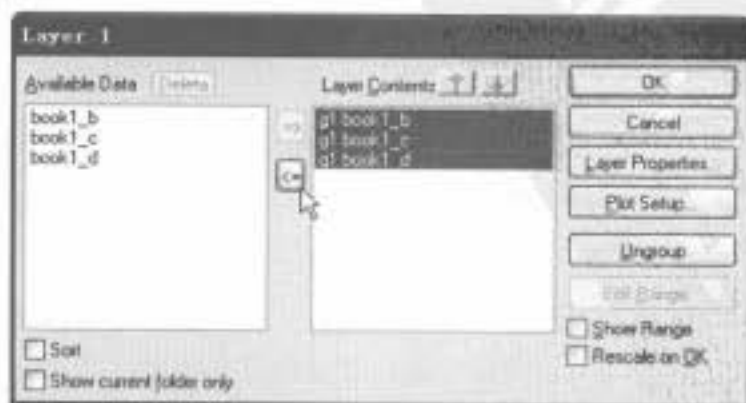 Layer 1
Available Data Delete
book1_b
book1_c
book1_d
=>
<=
Layer Contents
g1 book1_b
g1 book1_c
g1 book1_d
OK
Cancel
Layer Properties...
Plot Setup...
Ungroup
Edit Range...
Show Range
Rescale on OK
Sort
Show current folder only